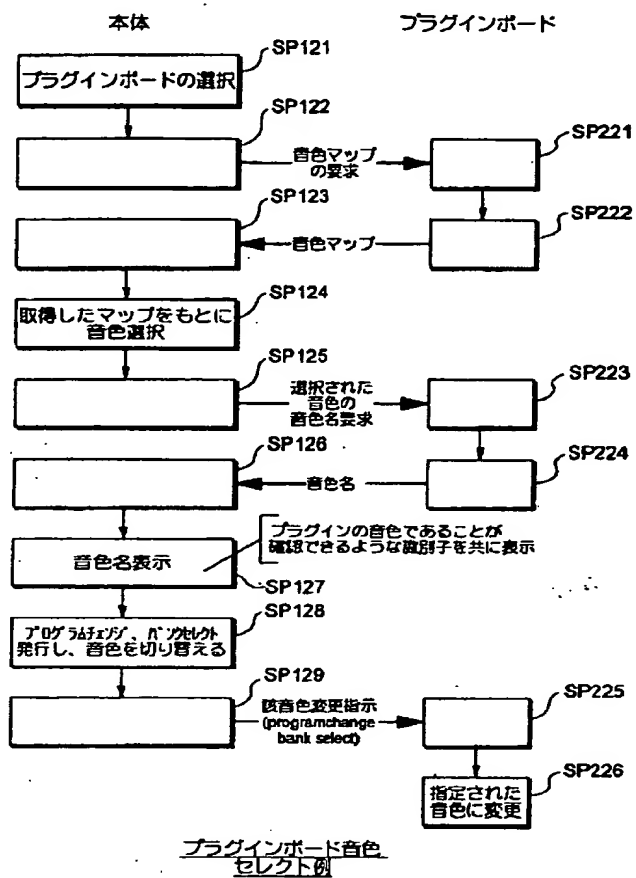 本体
プラグインボード
SP121
プラグインボードの選択
SP122
音色マップ
の要求
SP221
SP123
音色マップ
SP222
SP124
取得したマップをもとに
音色選択
SP125
選択された
音色の
音色名要求
SP223
SP126
音色名
SP224
音色名表示
プラグインの音色であることが
確認できるような識別子を共に表示
SP127
SP128
プログラムチェンジ、バンクセレクト
発行し、音色を切り替える
SP129
該音色変更指示
(programchange
bank select)
SP225
SP226
指定された
音色に変更
プラグインボード音色
セレクト例